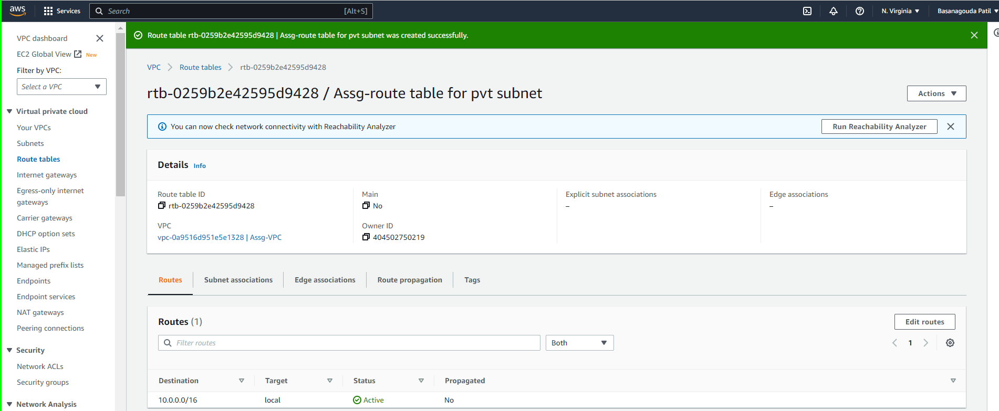 aws
Services
Search
[Alt+S]
N. Virginia
Basanagouda Patil
VPC dashboard
EC2 Global View New
Filter by VPC:
Select a VPC
Virtual private cloud
Your VPCs
Subnets
Route tables
Internet gateways
Egress-only internet
gateways
Carrier gateways
DHCP option sets
Elastic IPs
Managed prefix lists
Endpoints
Endpoint services
NAT gateways
Peering connections
Security
Network ACLs
Security groups
Network Analysis
Route table rtb-0259b2e42595d9428 | Assg-route table for pvt subnet was created successfully.
VPC
Route tables
rtb-0259b2e42595d9428
rtb-0259b2e42595d9428 / Assg-route table for pvt subnet
Actions
You can now check network connectivity with Reachability Analyzer
Run Reachability Analyzer
Details Info
Route table ID
rtb-0259b2e42595d9428
Main
No
Explicit subnet associations
–
Edge associations
–
VPC
vpc-0a9516d951e5e1328 | Assg-VPC
Owner ID
404502750219
Routes
Subnet associations
Edge associations
Route propagation
Tags
Routes (1)
Edit routes
Filter routes
Both
1
Destination
Target
Status
Propagated
10.0.0.0/16
local
Active
No